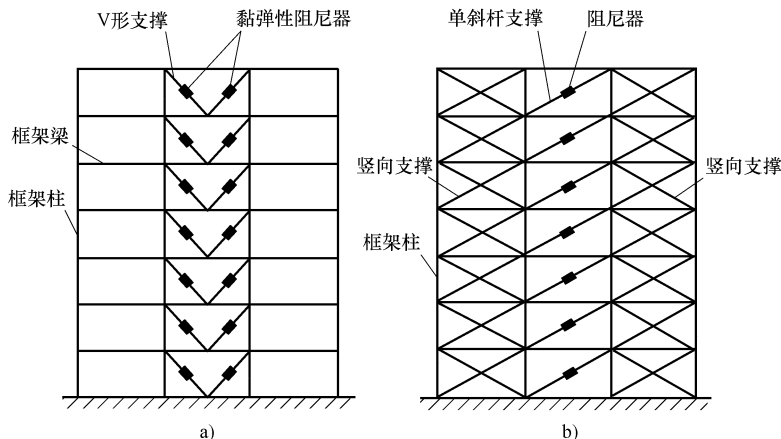 V形支撑
黏弹性阻尼器
框架梁
框架柱
a)
单斜杆支撑
阻尼器
竖向支撑
竖向支撑
框架柱
b)